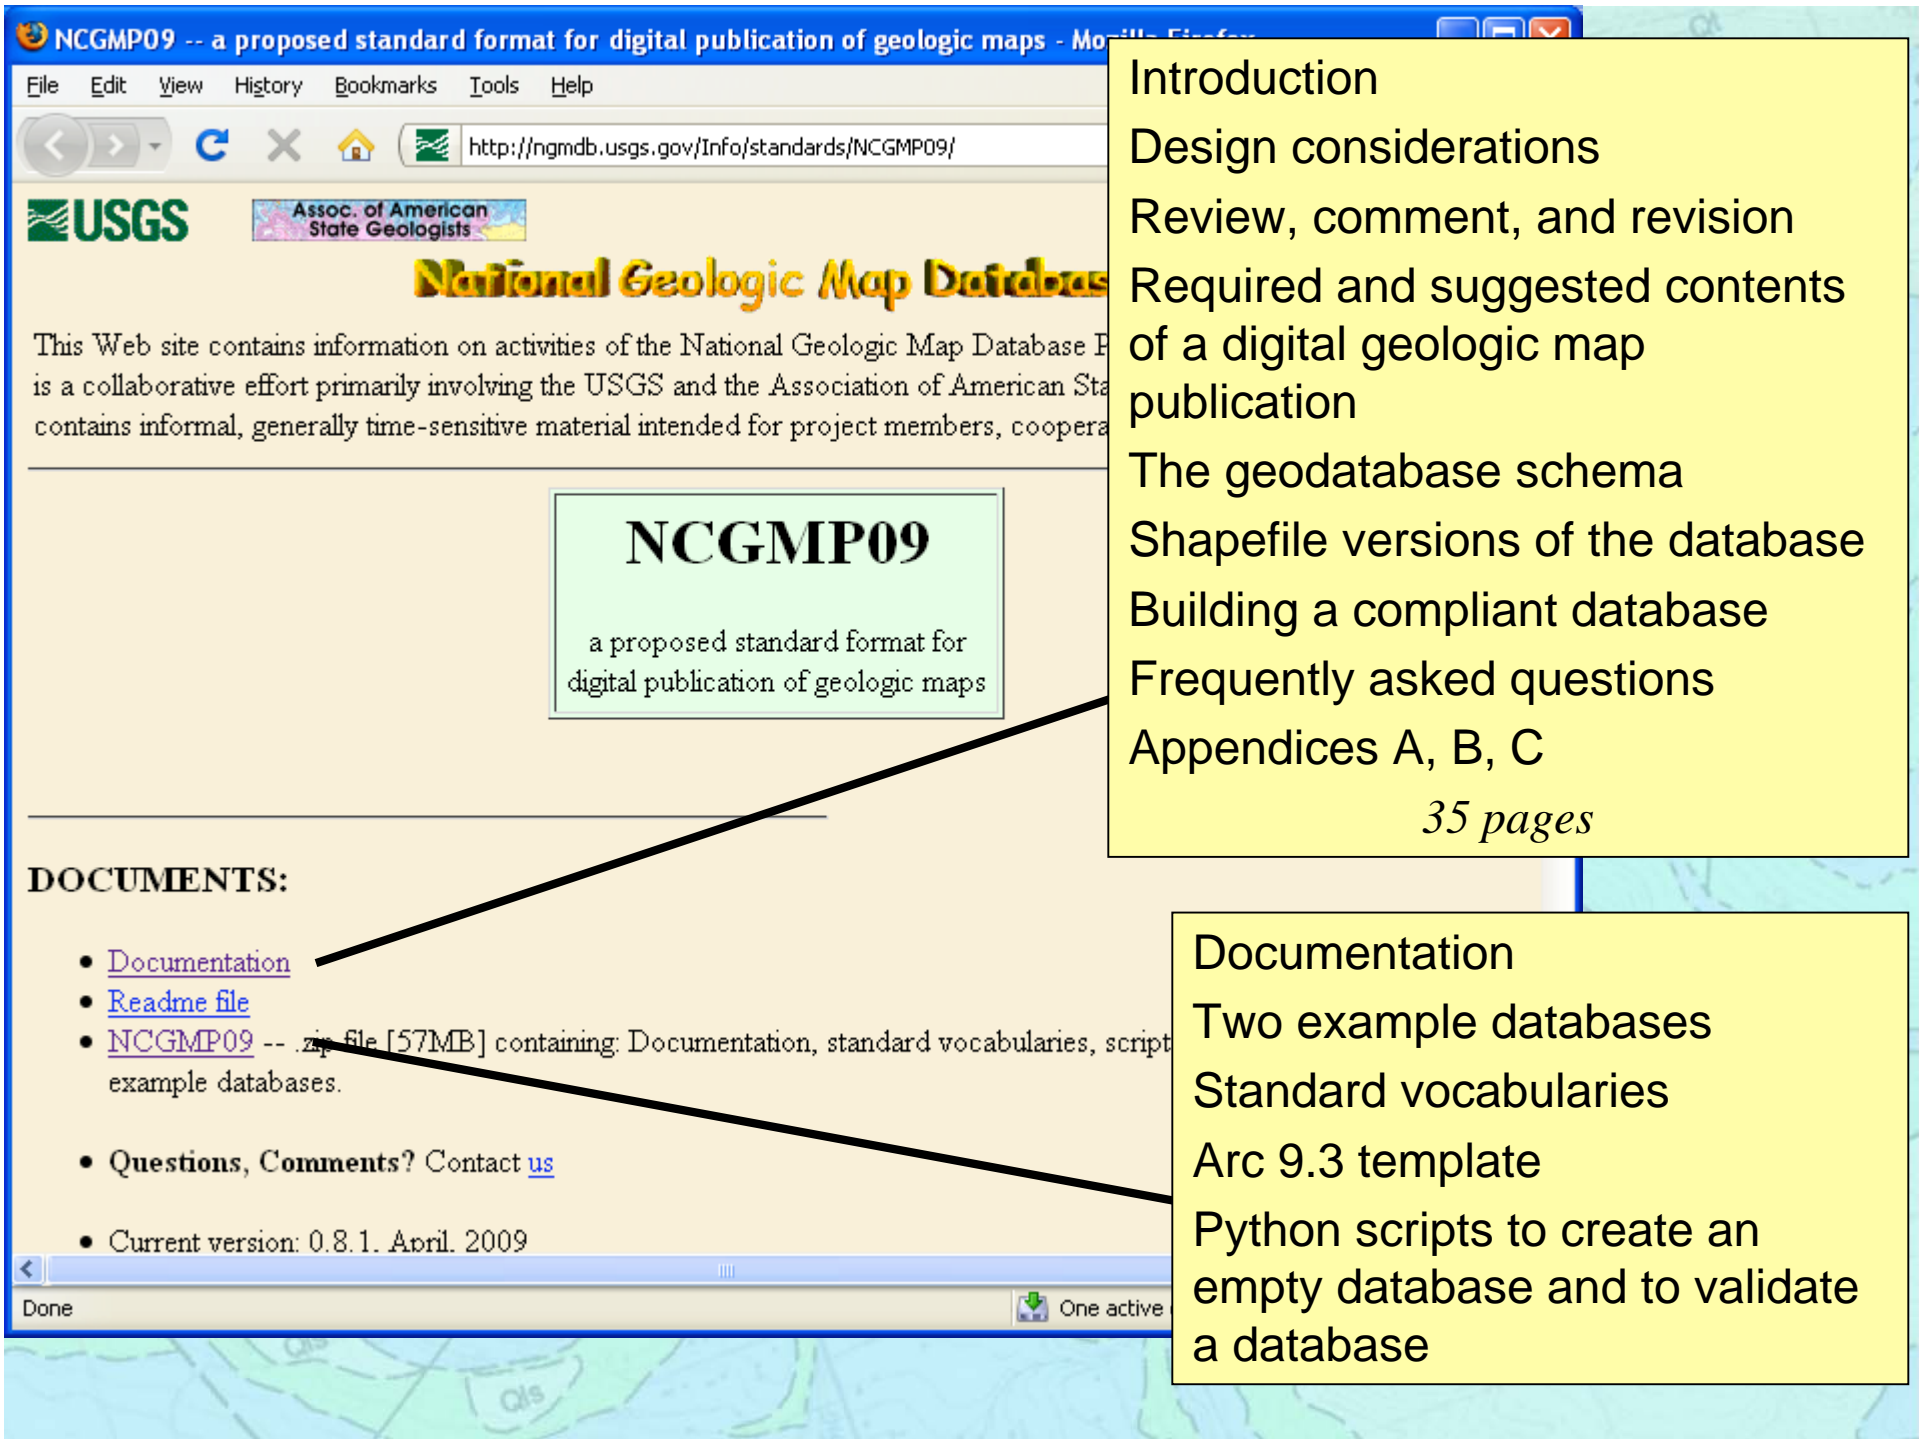 NCGMP09 -- a proposed standard format for digital publication of geologic maps - Mozilla Firefox
File Edit View History Bookmarks Tools Help
http://ngmdb.usgs.gov/Info/standards/NCGMP09/
USGS
Assoc. of American
State Geologists
National Geologic Map Databas
This Web site contains information on activities of the National Geologic Map Database P
is a collaborative effort primarily involving the USGS and the Association of American Sta
contains informal, generally time-sensitive material intended for project members, coopera
NCGMP09
a proposed standard format for
digital publication of geologic maps
DOCUMENTS:
Documentation
Readme file
NCGMP09 -- .zip file [57MB] containing: Documentation, standard vocabularies, script
example databases.
Questions, Comments? Contact us
Current version: 0.8.1. April. 2009
Done
One active
Introduction
Design considerations
Review, comment, and revision
Required and suggested contents
of a digital geologic map
publication
The geodatabase schema
Shapefile versions of the database
Building a compliant database
Frequently asked questions
Appendices A, B, C
35 pages
Documentation
Two example databases
Standard vocabularies
Arc 9.3 template
Python scripts to create an
empty database and to validate
a database
Qls